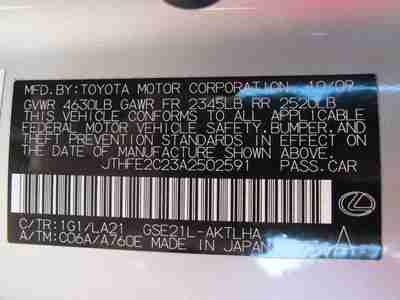 MFD.BY:TOYOTA MOTOR CORPORATION 10/07
GVWR 4630LB GAWR FR 2345LB RR 2520LB
THIS VEHICLE CONFORMS TO ALL APPLICABLE
FEDERAL MOTOR VEHICLE SAFETY,BUMPER,AND
THEFT PREVENTION STANDARDS IN EFFECT ON
THE DATE OF MANUFACTURE SHOWN ABOVE.
JTHFE2C23A2502591 PASS.CAR
C/TR:1G1/LA21 GSE21L-AKTLHA
A/TM:C06A/A760E MADE IN JAPAN